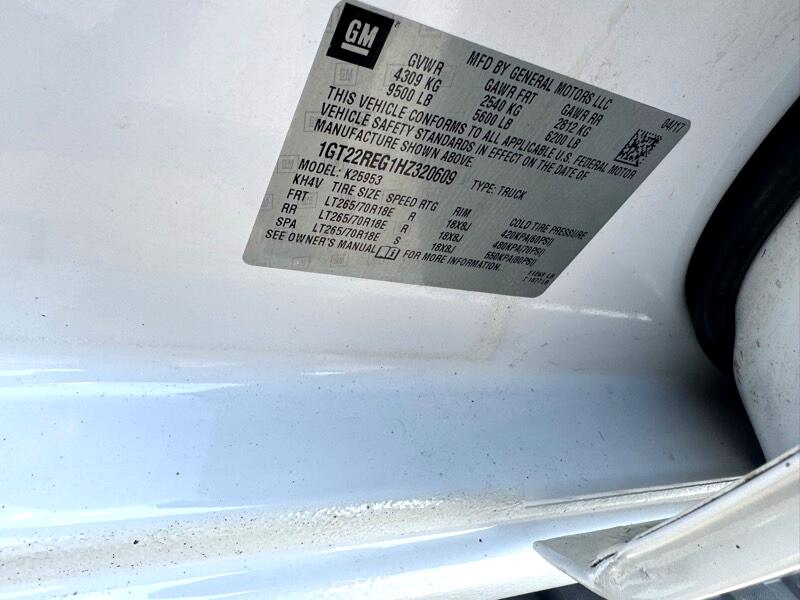 GM
MFD BY GENERAL MOTORS LLC
04/17
GVWR GAWR FRT GAWR RR
4309 KG 2540 KG 2812 KG
9500 LB 5600 LB 6200 LB
THIS VEHICLE CONFORMS TO ALL APPLICABLE U.S. FEDERAL MOTOR
VEHICLE SAFETY STANDARDS IN EFFECT ON THE DATE OF
MANUFACTURE SHOWN ABOVE.
1GT22REG1HZ320609 TYPE: TRUCK
MODEL: K25953
KH4V TIRE SIZE SPEED RTG RIM COLD TIRE PRESSURE
FRT LT265/70R18E R 18X8J 420KPA(60PSI)
RR LT265/70R18E R 18X8J 480KPA(70PSI)
SPA LT265/70R18E S 18X8J 550KPA(80PSI)
SEE OWNER'S MANUAL FOR MORE INFORMATION.